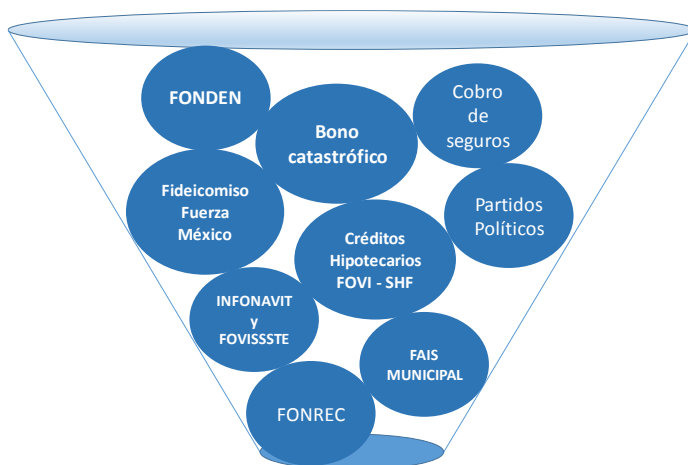 FONDEN
Bono
catastrófico
Cobro
de
seguros
Fideicomiso
Fuerza
México
Partidos
Políticos
Créditos
Hipotecarios
FOVI - SHF
INFONAVIT
y
FOVISSSTE
FAIS
MUNICIPAL
FONREC